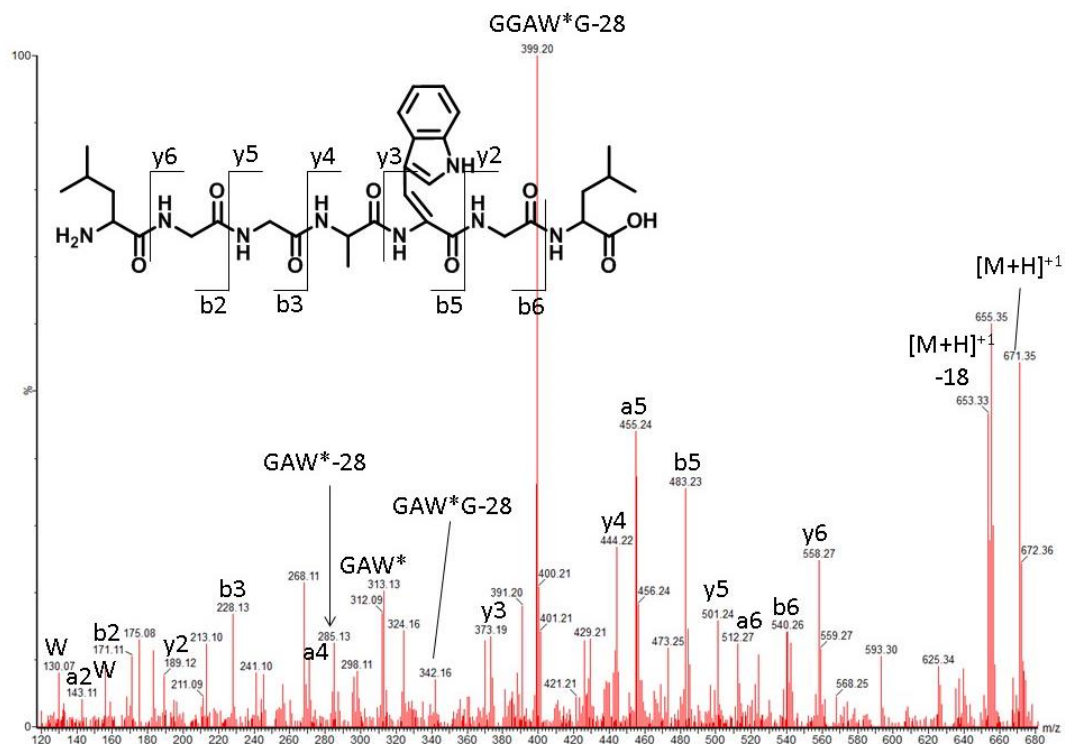 GGAW*G-28
399.20
100
y6
y5
y4
y3
y2
NH
H₂N
O
H
N
O
N
H
O
H
N
O
N
H
O
H
N
O
N
H
O
OH
b2
b3
b5
b6
[M+H]⁺¹
655.35
[M+H]⁺¹
-18
671.35
653.33
%
a5
455.24
GAW*-28
b5
483.23
GAW*G-28
y4
444.22
y6
558.27
672.36
GAW*
313.13
312.09
b3
228.13
268.11
400.21
391.20
401.21
456.24
y5
501.24
a6
512.27
b6
540.26
559.27
y3
373.19
324.16
429.21
473.25
285.13
a4
298.11
342.16
W
130.07
b2
171.11
175.08
y2
189.12
213.10
241.10
593.30
625.34
a2
143.11
W
211.09
421.21
568.25
0
120 140 160 180 200 220 240 260 280 300 320 340 360 380 400 420 440 460 480 500 520 540 560 580 600 620 640 660 680 m/z